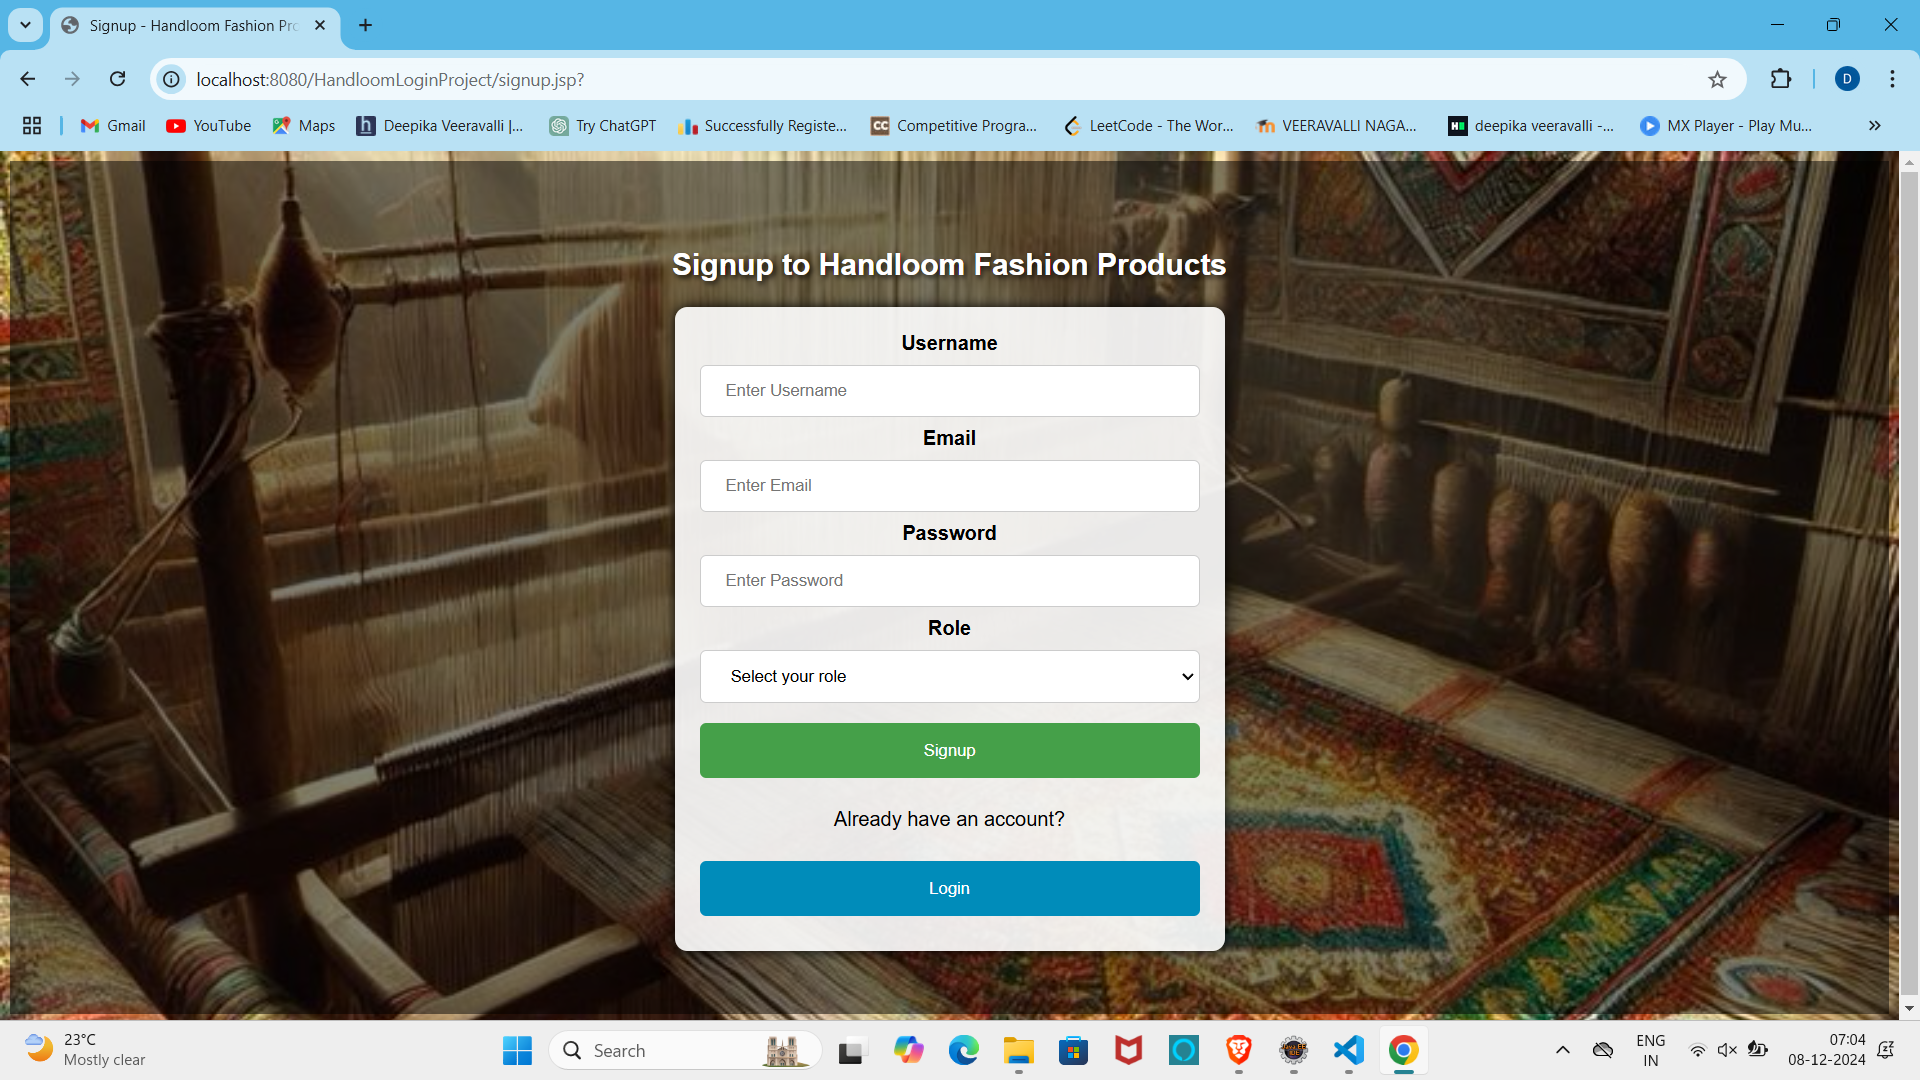 Signup - Handloom Fashion Pro
localhost:8080/HandloomLoginProject/signup.jsp?
D
Gmail
YouTube
Maps
h
Deepika Veeravalli |...
Try ChatGPT
Successfully Registe...
CC
Competitive Progra...
LeetCode - The Wor...
VEERAVALLI NAGA...
H
deepika veeravalli -...
MX Player - Play Mu...
Signup to Handloom Fashion Products
Username
Enter Username
Email
Enter Email
Password
Enter Password
Role
Select your role
Signup
Already have an account?
Login
23°C
Mostly clear
Search
ENG
IN
07:04
08-12-2024